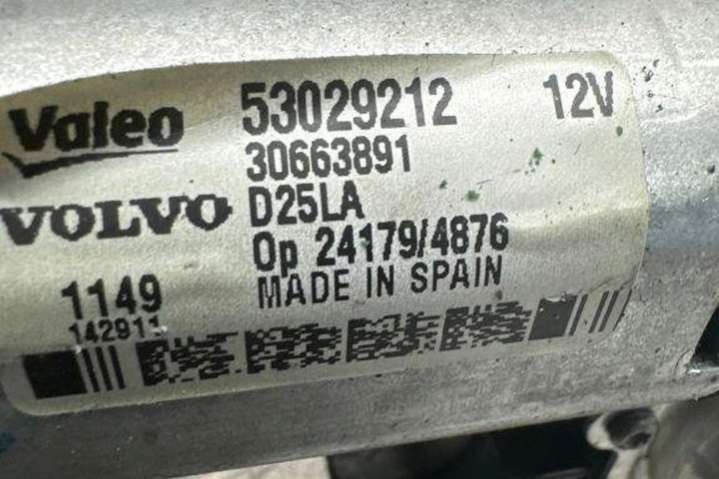 Valeo 53029212 12V
30663891
VOLVO D25LA
Op 24179/4876
1149 MADE IN SPAIN
142911